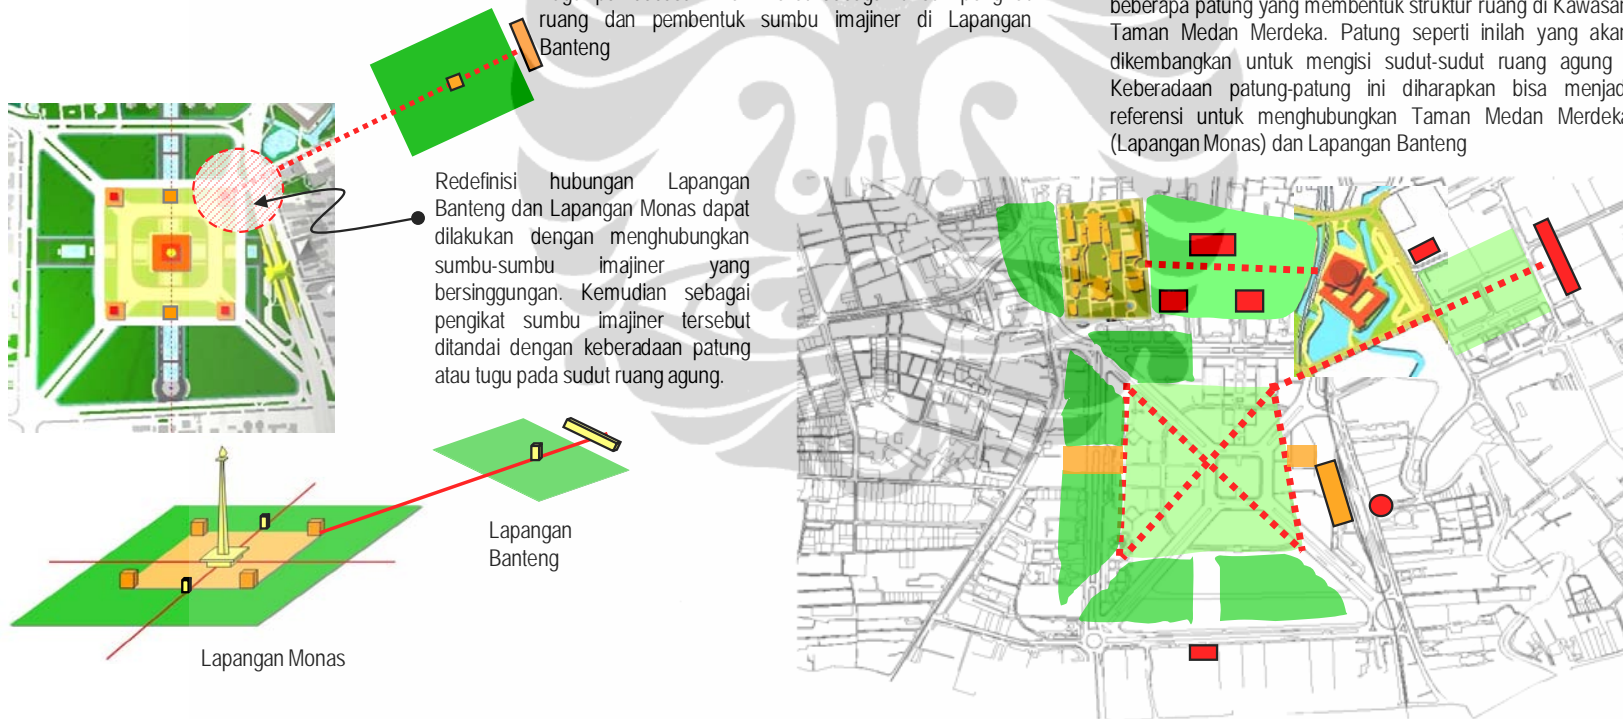 ruang dan pembentuk sumbu imajiner di Lapangan
Banteng
beberapa patung yang membentuk struktur ruang di Kawasan
Taman Medan Merdeka. Patung seperti inilah yang akan
dikembangkan untuk mengisi sudut-sudut ruang agung
Keberadaan patung-patung ini diharapkan bisa menjad
referensi untuk menghubungkan Taman Medan Merdeka
(Lapangan Monas) dan Lapangan Banteng
Redefinisi hubungan Lapangan
Banteng dan Lapangan Monas dapat
dilakukan dengan menghubungkan
sumbu-sumbu imajiner yang
bersinggungan. Kemudian sebagai
pengikat sumbu imajiner tersebut
ditandai dengan keberadaan patung
atau tugu pada sudut ruang agung.
Lapangan
Banteng
Lapangan Monas